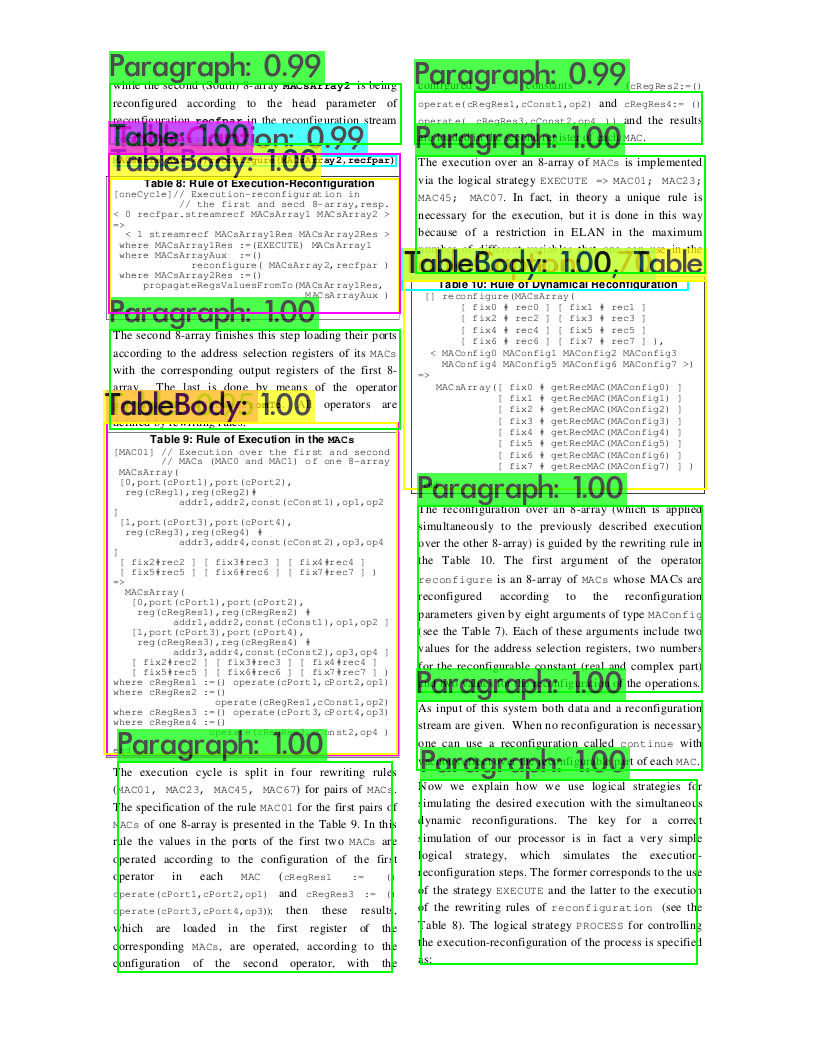 Paragraph: 0.99
while the second (South) 8-array MACsArray2 is being
reconfigured according to the head parameter of
reconfiguration recfpar in the reconfiguration stream
Table: 1.00
on: 0.99
TableBody: 1.00
(MACsArray2,recfpar)
Table 8: Rule of Execution-Reconfiguration
[oneCycle]// Execution-reconfiguration in
// the first and secd 8-array,resp.
< 0 recfpar.streamrecf MACsArray1 MACsArray2 >
=>
< 1 streamrecf MACsArray1Res MACsArray2Res >
where MACsArray1Res :=(EXECUTE) MACsArray1
where MACsArrayAux :=()
reconfigure( MACsArray2,recfpar )
where MACsArray2Res :=()
propagateRegsValuesFromTo(MACsArray1Res,
MACsArrayAux )
Paragraph: 1.00
The second 8-array finishes this step loading their ports
according to the address selection registers of its MACs
with the corresponding output registers of the first 8-
array. The last is done by means of the operator
TableBody: 1.00
operators are
defined by rewriting rules.
Table 9: Rule of Execution in the MACs
[MAC01] // Execution over the first and second
// MACs (MAC0 and MAC1) of one 8-array
MACsArray(
[0,port(cPort1),port(cPort2),
reg(cReg1),reg(cReg2)#
addr1,addr2,const(cConst1),op1,op2
]
[1,port(cPort3),port(cPort4),
reg(cReg3),reg(cReg4) #
addr3,addr4,const(cConst2),op3,op4
]
[ fix2#rec2 ] [ fix3#rec3 ] [ fix4#rec4 ]
[ fix5#rec5 ] [ fix6#rec6 ] [ fix7#rec7 ] )
=>
MACsArray(
[0,port(cPort1),port(cPort2),
reg(cRegRes1),reg(cRegRes2) #
addr1,addr2,const(cConst1),op1,op2 ]
[1,port(cPort3),port(cPort4),
reg(cRegRes3),reg(cRegRes4) #
addr3,addr4,const(cConst2),op3,op4 ]
[ fix2#rec2 ] [ fix3#rec3 ] [ fix4#rec4 ]
[ fix5#rec5 ] [ fix6#rec6 ] [ fix7#rec7 ] )
where cRegRes1 :=() operate(cPort1,cPort2,op1)
where cRegRes2 :=()
operate(cRegRes1,cConst1,op2)
where cRegRes3 :=() operate(cPort3,cPort4,op3)
where cRegRes4 :=()
operate(cRegRes3,cConst2,op4 )
Paragraph: 1.00
The execution cycle is split in four rewriting rules
(MAC01, MAC23, MAC45, MAC67) for pairs of MACs.
The specification of the rule MAC01 for the first pairs of
MACs of one 8-array is presented in the Table 9. In this
rule the values in the ports of the first two MACs are
operated according to the configuration of the first
operator in each MAC (cRegRes1 := ()
operate(cPort1,cPort2,op1) and cRegRes3 := ()
operate(cPort3,cPort4,op3)); then these results,
which are loaded in the first register of the
corresponding MACs, are operated, according to the
configuration of the second operator, with the
Paragraph: 0.99
configured constants (cRegRes2:=()
operate(cRegRes1,cConst1,op2) and cRegRes4:= ()
operate( cRegRes3,cConst2,op4 )) and the results
MAC.
Paragraph: 1.00
The execution over an 8-array of MACs is implemented
via the logical strategy EXECUTE => MAC01; MAC23;
MAC45; MAC07. In fact, in theory a unique rule is
necessary for the execution, but it is done in this way
because of a restriction in ELAN in the maximum
number of different variables that one can use in the
TableBody: 1.00, Table
Table 10: Rule of Dynamical Reconfiguration
[] reconfigure(MACsArray(
[ fix0 # rec0 ] [ fix1 # rec1 ]
[ fix2 # rec2 ] [ fix3 # rec3 ]
[ fix4 # rec4 ] [ fix5 # rec5 ]
[ fix6 # rec6 ] [ fix7 # rec7 ] ),
< MAConfig0 MAConfig1 MAConfig2 MAConfig3
MAConfig4 MAConfig5 MAConfig6 MAConfig7 >)
=>
MACsArray([ fix0 # getRecMAC(MAConfig0) ]
[ fix1 # getRecMAC(MAConfig1) ]
[ fix2 # getRecMAC(MAConfig2) ]
[ fix3 # getRecMAC(MAConfig3) ]
[ fix4 # getRecMAC(MAConfig4) ]
[ fix5 # getRecMAC(MAConfig5) ]
[ fix6 # getRecMAC(MAConfig6) ]
[ fix7 # getRecMAC(MAConfig7) ] )
Paragraph: 1.00
The reconfiguration over an 8-array (which is applied
simultaneously to the previously described execution
over the other 8-array) is guided by the rewriting rule in
the Table 10. The first argument of the operator
reconfigure is an 8-array of MACs whose MACs are
reconfigured according to the reconfiguration
parameters given by eight arguments of type MAConfig
(see the Table 7). Each of these arguments include two
values for the address selection registers, two numbers
for the reconfigurable constant (real and complex part)
of the operations.
Paragraph: 1.00
As input of this system both data and a reconfiguration
stream are given. When no reconfiguration is necessary
one can use a reconfiguration called continue with
part of each MAC.
Paragraph: 1.00
Now we explain how we use logical strategies for
simulating the desired execution with the simultaneous
dynamic reconfigurations. The key for a correct
simulation of our processor is in fact a very simple
logical strategy, which simulates the execution-
reconfiguration steps. The former corresponds to the use
of the strategy EXECUTE and the latter to the execution
of the rewriting rules of reconfiguration (see the
Table 8). The logical strategy PROCESS for controlling
the execution-reconfiguration of the process is specified
as: